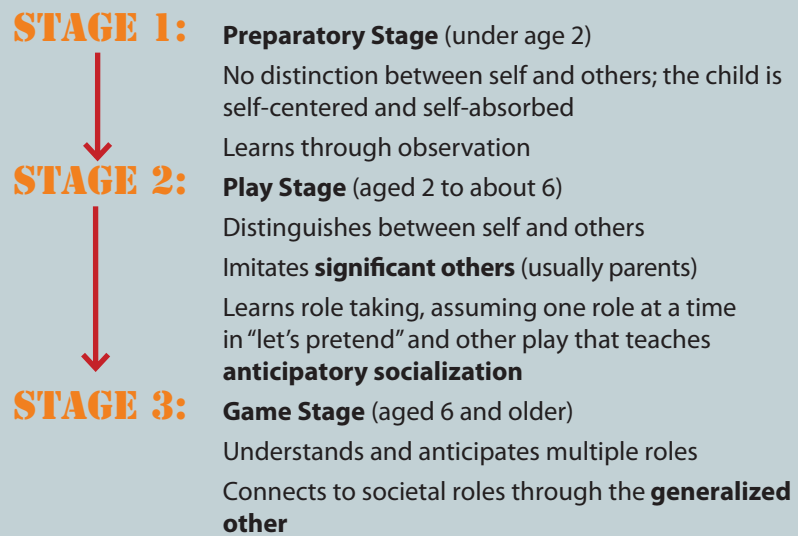 STAGE 1: Preparatory Stage (under age 2)
No distinction between self and others; the child is
self-centered and self-absorbed
Learns through observation
STAGE 2: Play Stage (aged 2 to about 6)
Distinguishes between self and others
Imitates significant others (usually parents)
Learns role taking, assuming one role at a time
in “let’s pretend” and other play that teaches
anticipatory socialization
STAGE 3: Game Stage (aged 6 and older)
Understands and anticipates multiple roles
Connects to societal roles through the generalized
other